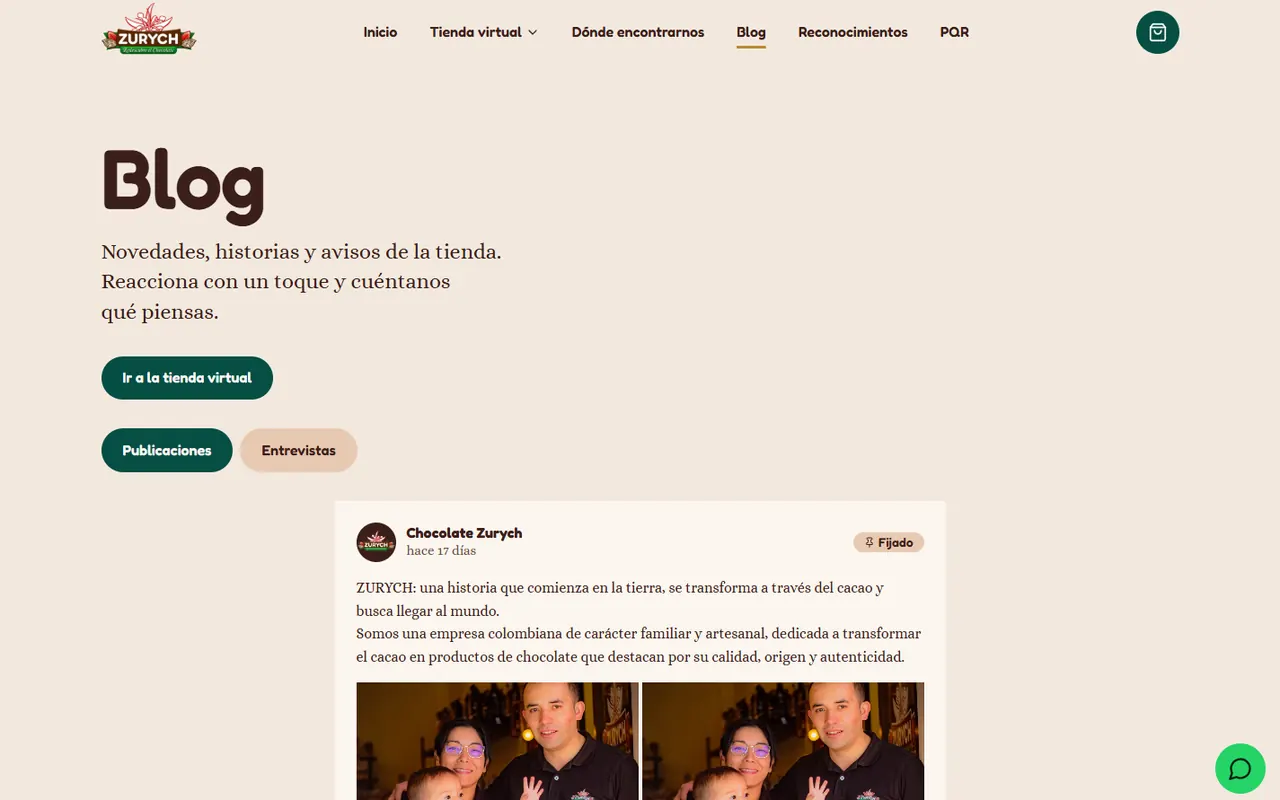 ZURYCH
Inicio
Tienda virtual
Dónde encontrarnos
Blog
Reconocimientos
PQR
Blog
Novedades, historias y avisos de la tienda.
Reacciona con un toque y cuéntanos
qué piensas.
Ir a la tienda virtual
Publicaciones
Entrevistas
ZURYCH
Chocolate Zurych
hace 17 días
Fijado
ZURYCH: una historia que comienza en la tierra, se transforma a través del cacao y
busca llegar al mundo.
Somos una empresa colombiana de carácter familiar y artesanal, dedicada a transformar
el cacao en productos de chocolate que destacan por su calidad, origen y autenticidad.